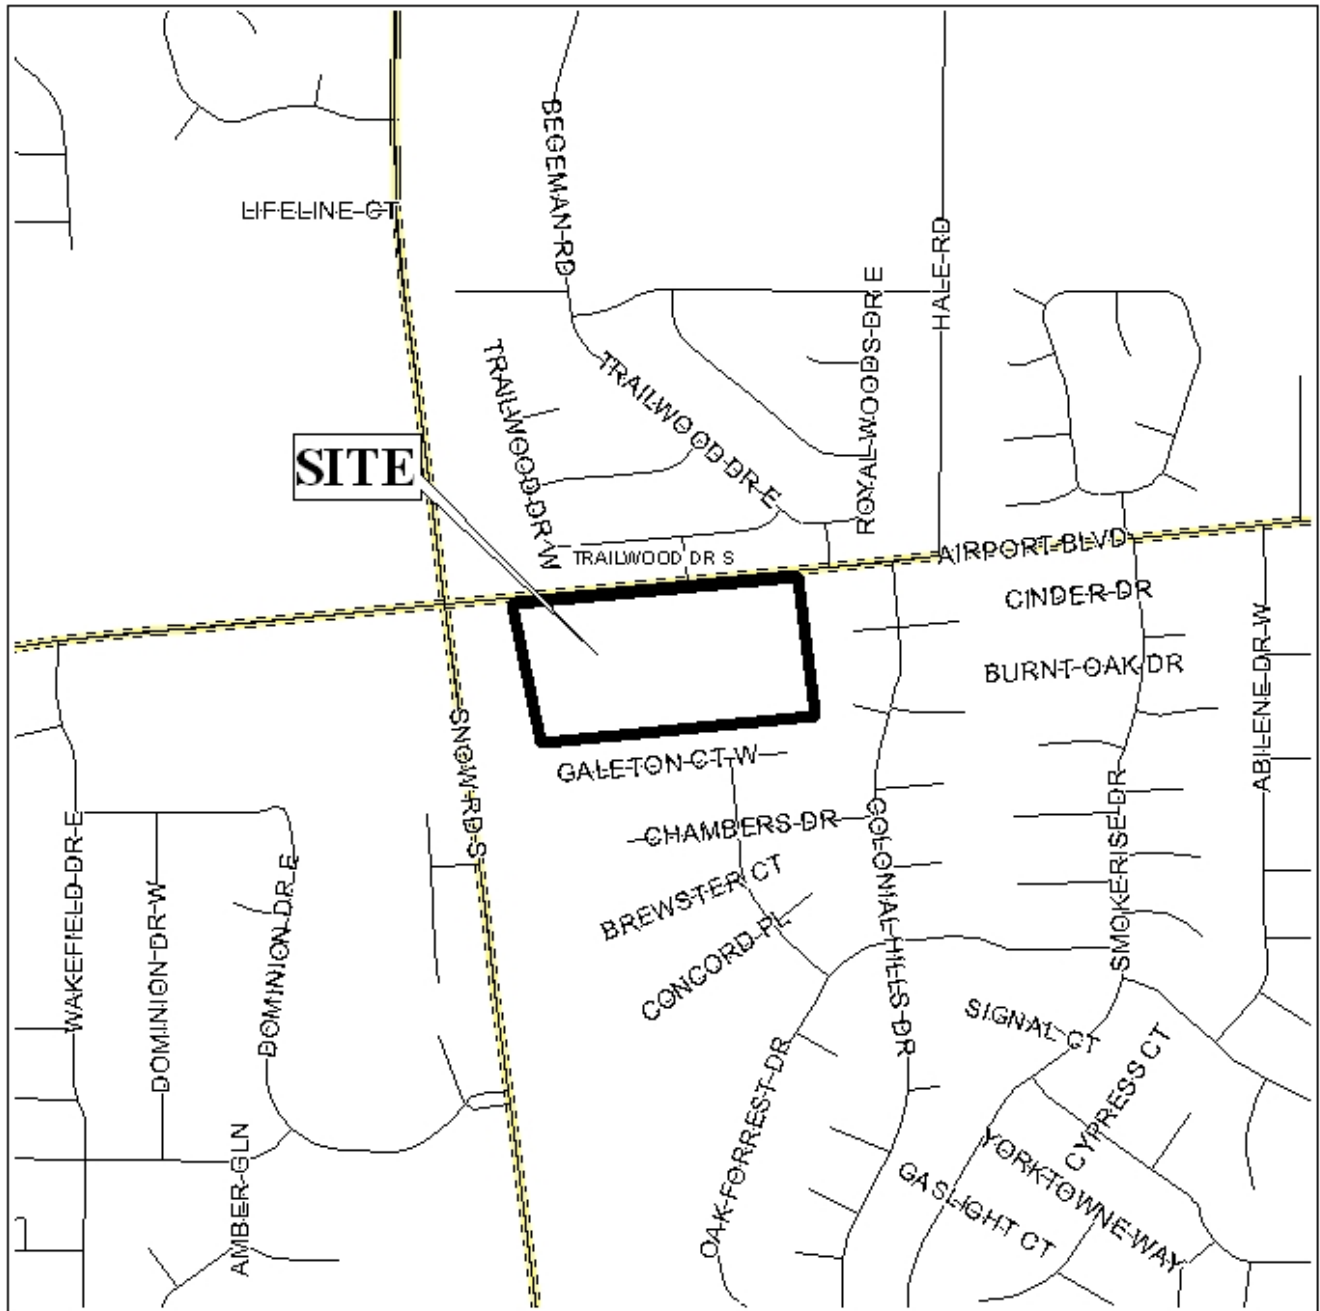 BEGEMAN RD
LIFELINE CT
HALE RD
ROYAL WOODS DR E
TRAILWOOD DR W
TRAILWOOD DR E
SITE
TRAILWOOD DR S
AIRPORT BLVD
CINDER DR
BURNT OAK DR
ABILENE DR W
SNOW RD S
GALETON CT W
CHAMBERS DR
COLONIAL HILLS DR
SMOKERISE DR
WAKEFIELD DR E
DOMINION DR W
DOMINION DR E
BREWSTER CT
CONCORD PL
SIGNAL CT
CYPRESS CT
OAK FORREST DR
YORKTOWNE WAY
GASLIGHT CT
AMBER GLN